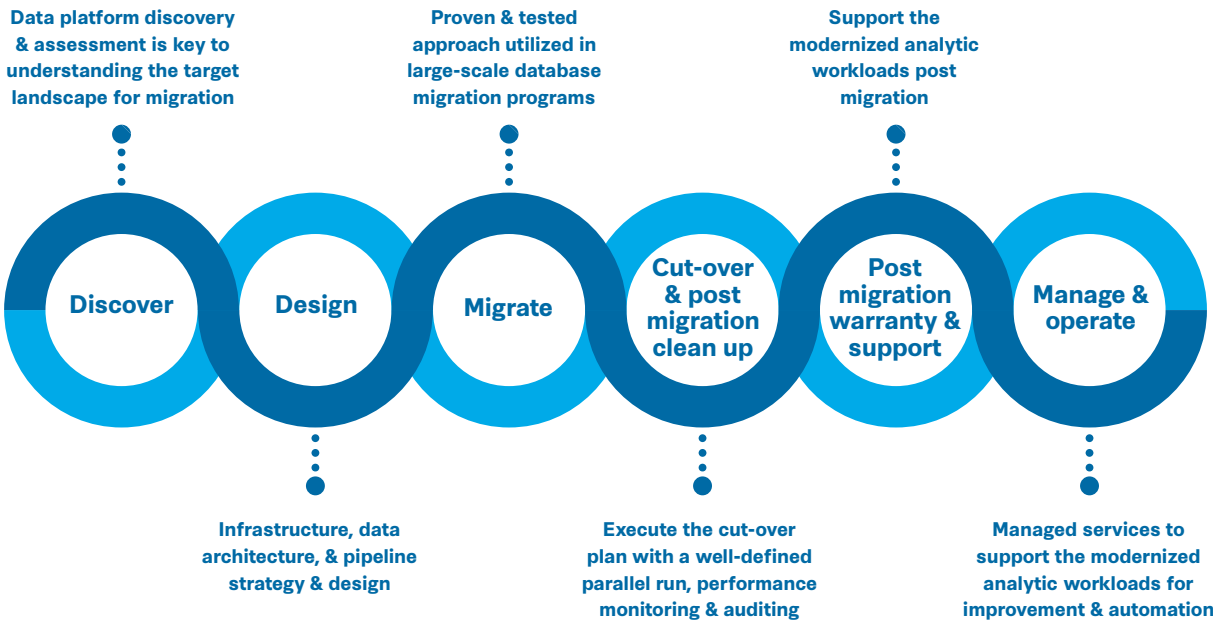 Data platform discovery
& assessment is key to
understanding the target
landscape for migration
Proven & tested
approach utilized in
large-scale database
migration programs
Support the
modernized analytic
workloads post
migration
Discover
Design
Migrate
Cut-over
& post
migration
clean up
Post
migration
warranty &
support
Manage &
operate
Infrastructure, data
architecture, & pipeline
strategy & design
Execute the cut-over
plan with a well-defined
parallel run, performance
monitoring & auditing
Managed services to
support the modernized
analytic workloads for
improvement & automation